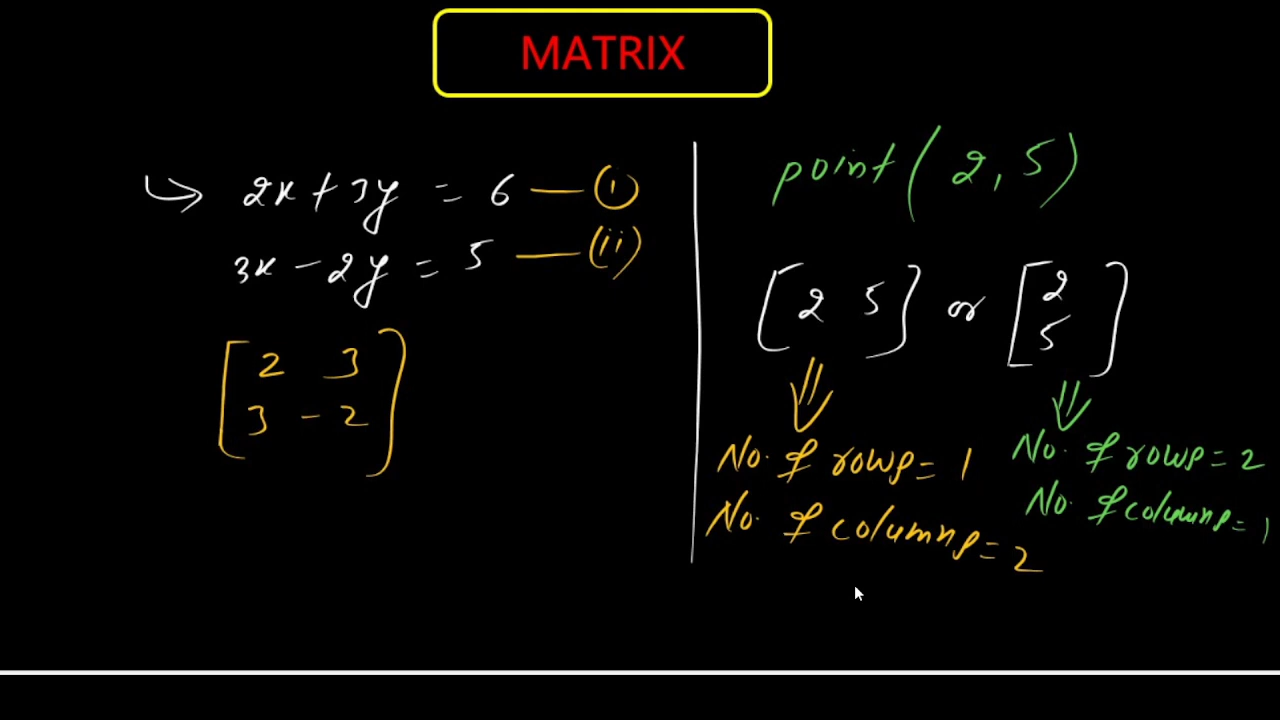 MATRIX
2x + 3y = 6 — (i)
3x - 2y = 5 — (ii)
[2 3
3 -2]
point (2, 5)
[2 5] or [2
5]
No. of rows = 1
No. of columns = 2
No. of rows = 2
No. of columns = 1